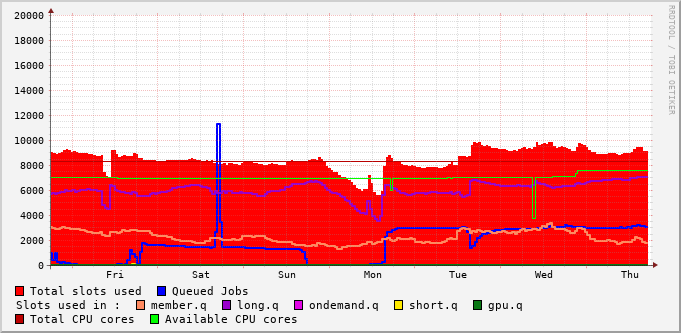 RRDTOOL / TOBI OETIKER
20000
18000
16000
14000
12000
10000
8000
6000
4000
2000
0
Fri Sat Sun Mon Tue Wed Thu
Total slots used Queued Jobs
Slots used in : member.q long.q ondemand.q short.q gpu.q
Total CPU cores Available CPU cores